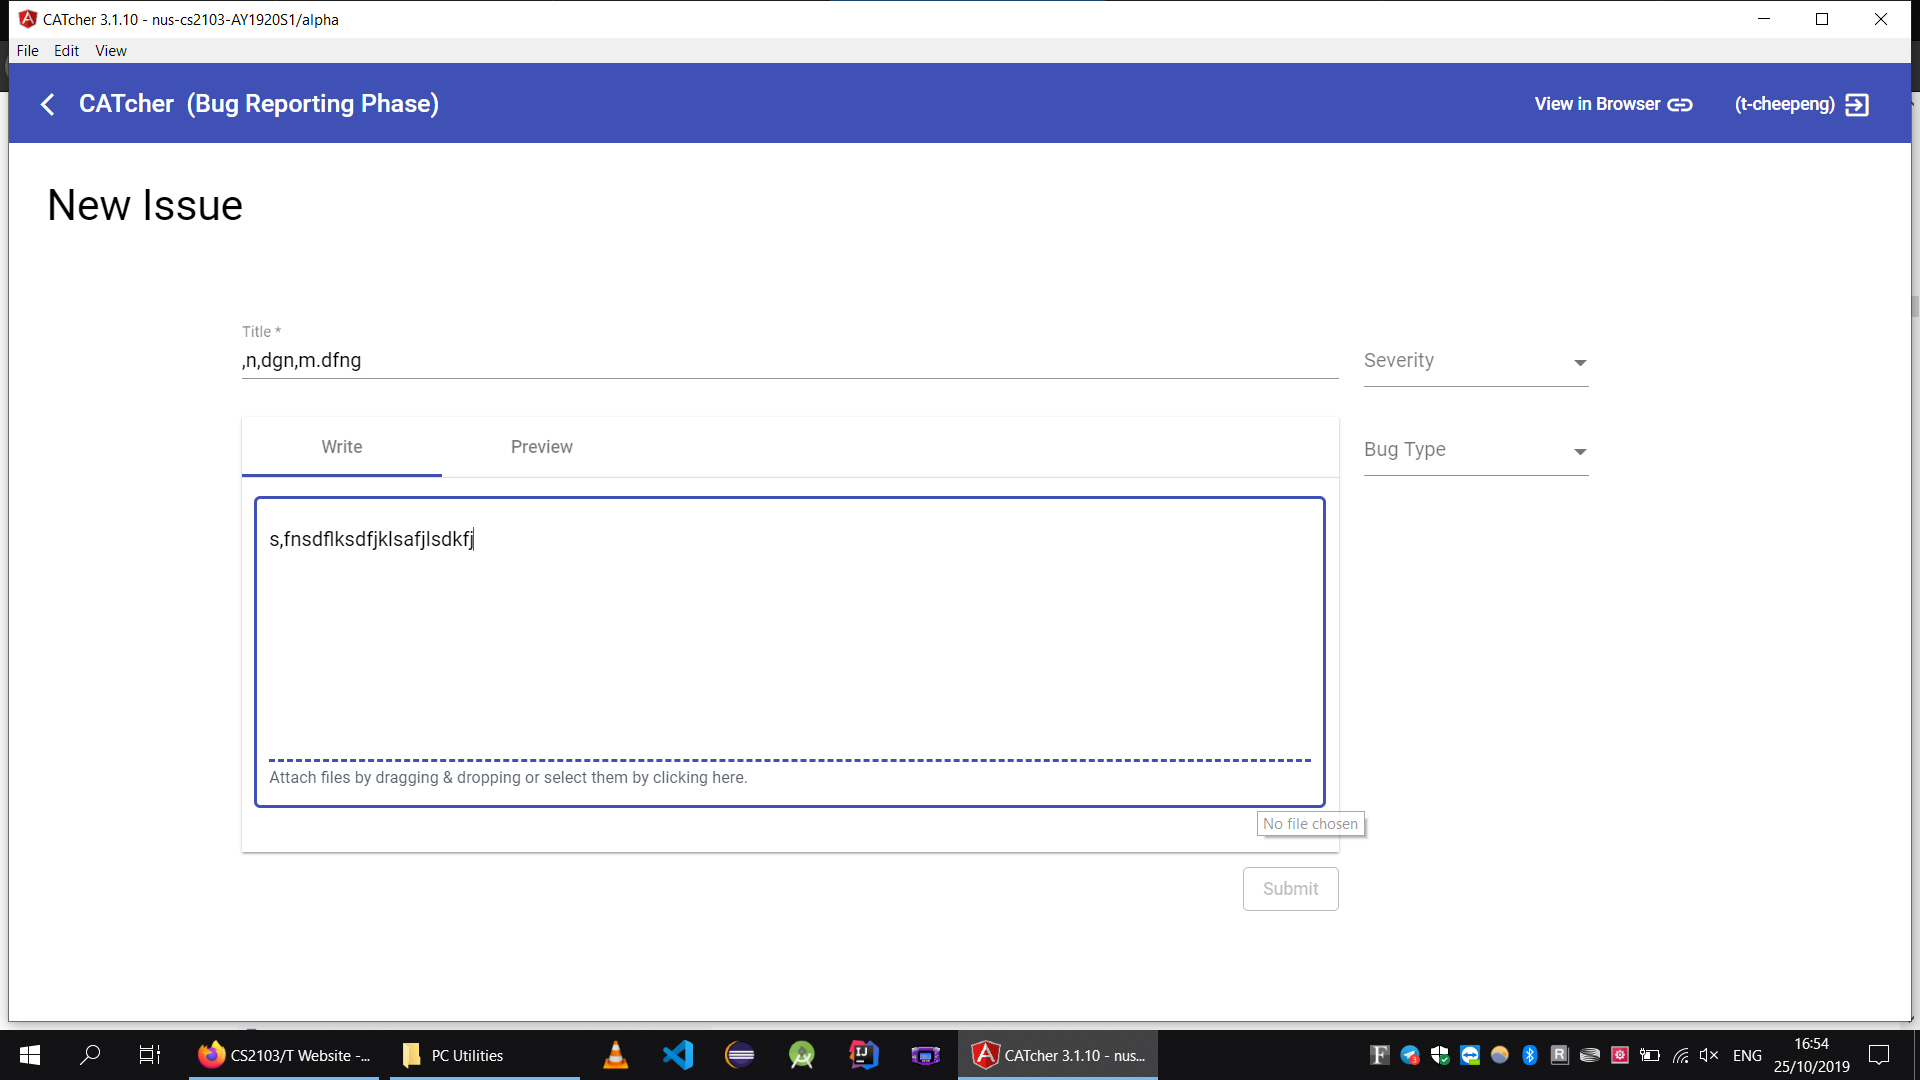 CATcher 3.1.10 - nus-cs2103-AY1920S1/alpha
File Edit View
CATcher (Bug Reporting Phase)
View in Browser
(t-cheepeng)
New Issue
Title *
,n,dgn,m.dfng
Severity
Write
Preview
Bug Type
s,fnsdflksdfjklsafjlsdkfj
Attach files by dragging & dropping or select them by clicking here.
No file chosen
Submit
CS2103/T Website -...
PC Utilities
CATcher 3.1.10 - nus...
ENG
16:54
25/10/2019